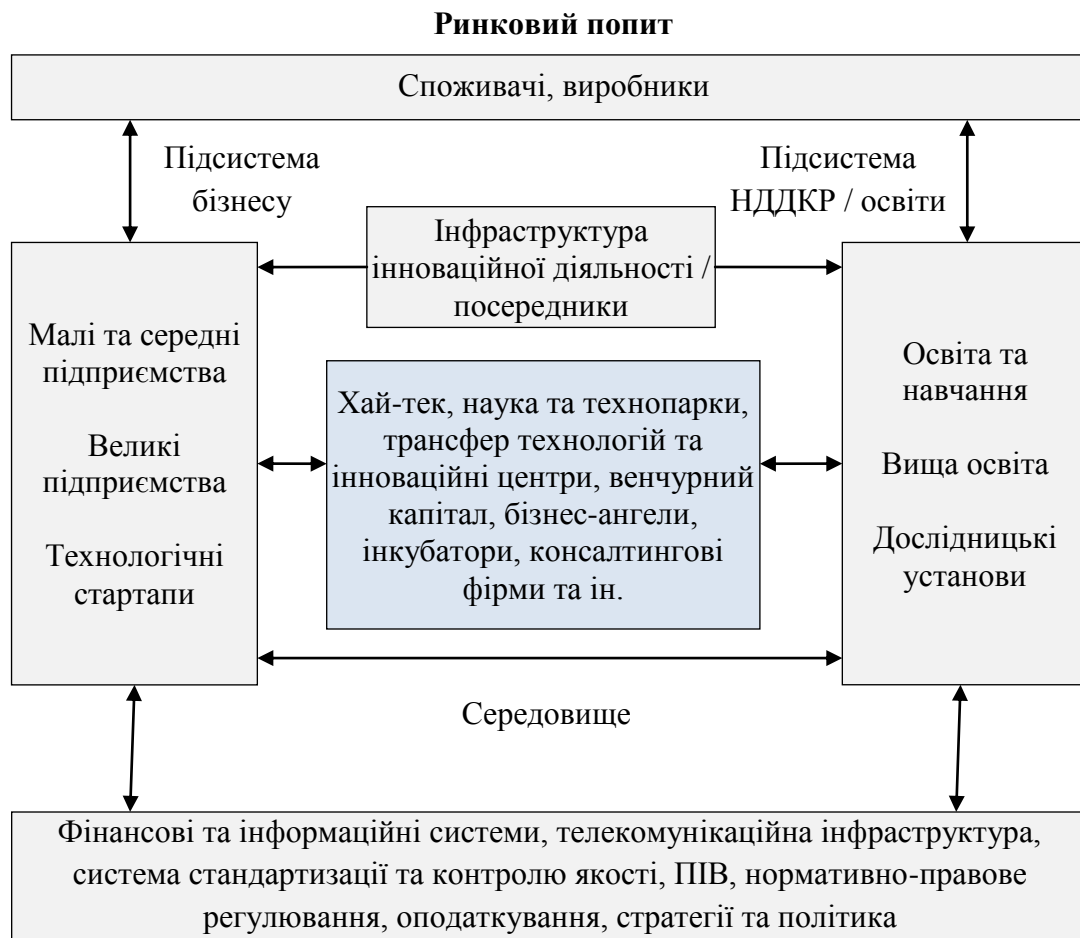 Ринковий попит
Споживачі, виробники
Підсистема
бізнесу
Підсистема
НДДКР / освіти
Інфраструктура
інноваційної діяльності /
посередники
Малі та середні
підприємства
Великі
підприємства
Технологічні
стартапи
Хай-тек, наука та технопарки,
трансфер технологій та
інноваційні центри, венчурний
капітал, бізнес-ангели,
інкубатори, консалтингові
фірми та ін.
Освіта та
навчання
Вища освіта
Дослідницькі
установи
Середовище
Фінансові та інформаційні системи, телекомунікаційна інфраструктура,
система стандартизації та контролю якості, ПІВ, нормативно-правове
регулювання, оподаткування, стратегії та політика